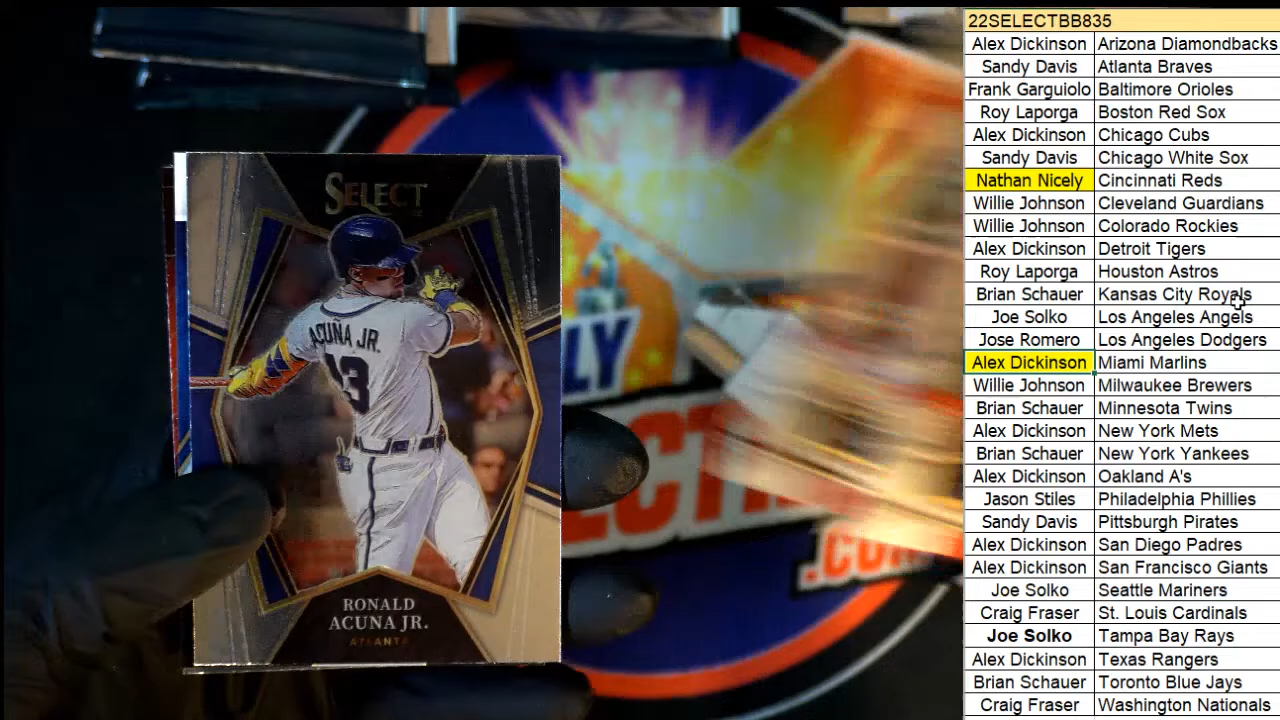 SELECT
ACUÑA JR.
13
RONALD
ACUNA JR.
ATLANTA
LY
.COM
22SELECTBB835
Alex Dickinson Arizona Diamondbacks
Sandy Davis Atlanta Braves
Frank Garguiolo Baltimore Orioles
Roy Laporga Boston Red Sox
Alex Dickinson Chicago Cubs
Sandy Davis Chicago White Sox
Nathan Nicely Cincinnati Reds
Willie Johnson Cleveland Guardians
Willie Johnson Colorado Rockies
Alex Dickinson Detroit Tigers
Roy Laporga Houston Astros
Brian Schauer Kansas City Royals
Joe Solko Los Angeles Angels
Jose Romero Los Angeles Dodgers
Alex Dickinson Miami Marlins
Willie Johnson Milwaukee Brewers
Brian Schauer Minnesota Twins
Alex Dickinson New York Mets
Brian Schauer New York Yankees
Alex Dickinson Oakland A's
Jason Stiles Philadelphia Phillies
Sandy Davis Pittsburgh Pirates
Alex Dickinson San Diego Padres
Alex Dickinson San Francisco Giants
Joe Solko Seattle Mariners
Craig Fraser St. Louis Cardinals
Joe Solko Tampa Bay Rays
Alex Dickinson Texas Rangers
Brian Schauer Toronto Blue Jays
Craig Fraser Washington Nationals